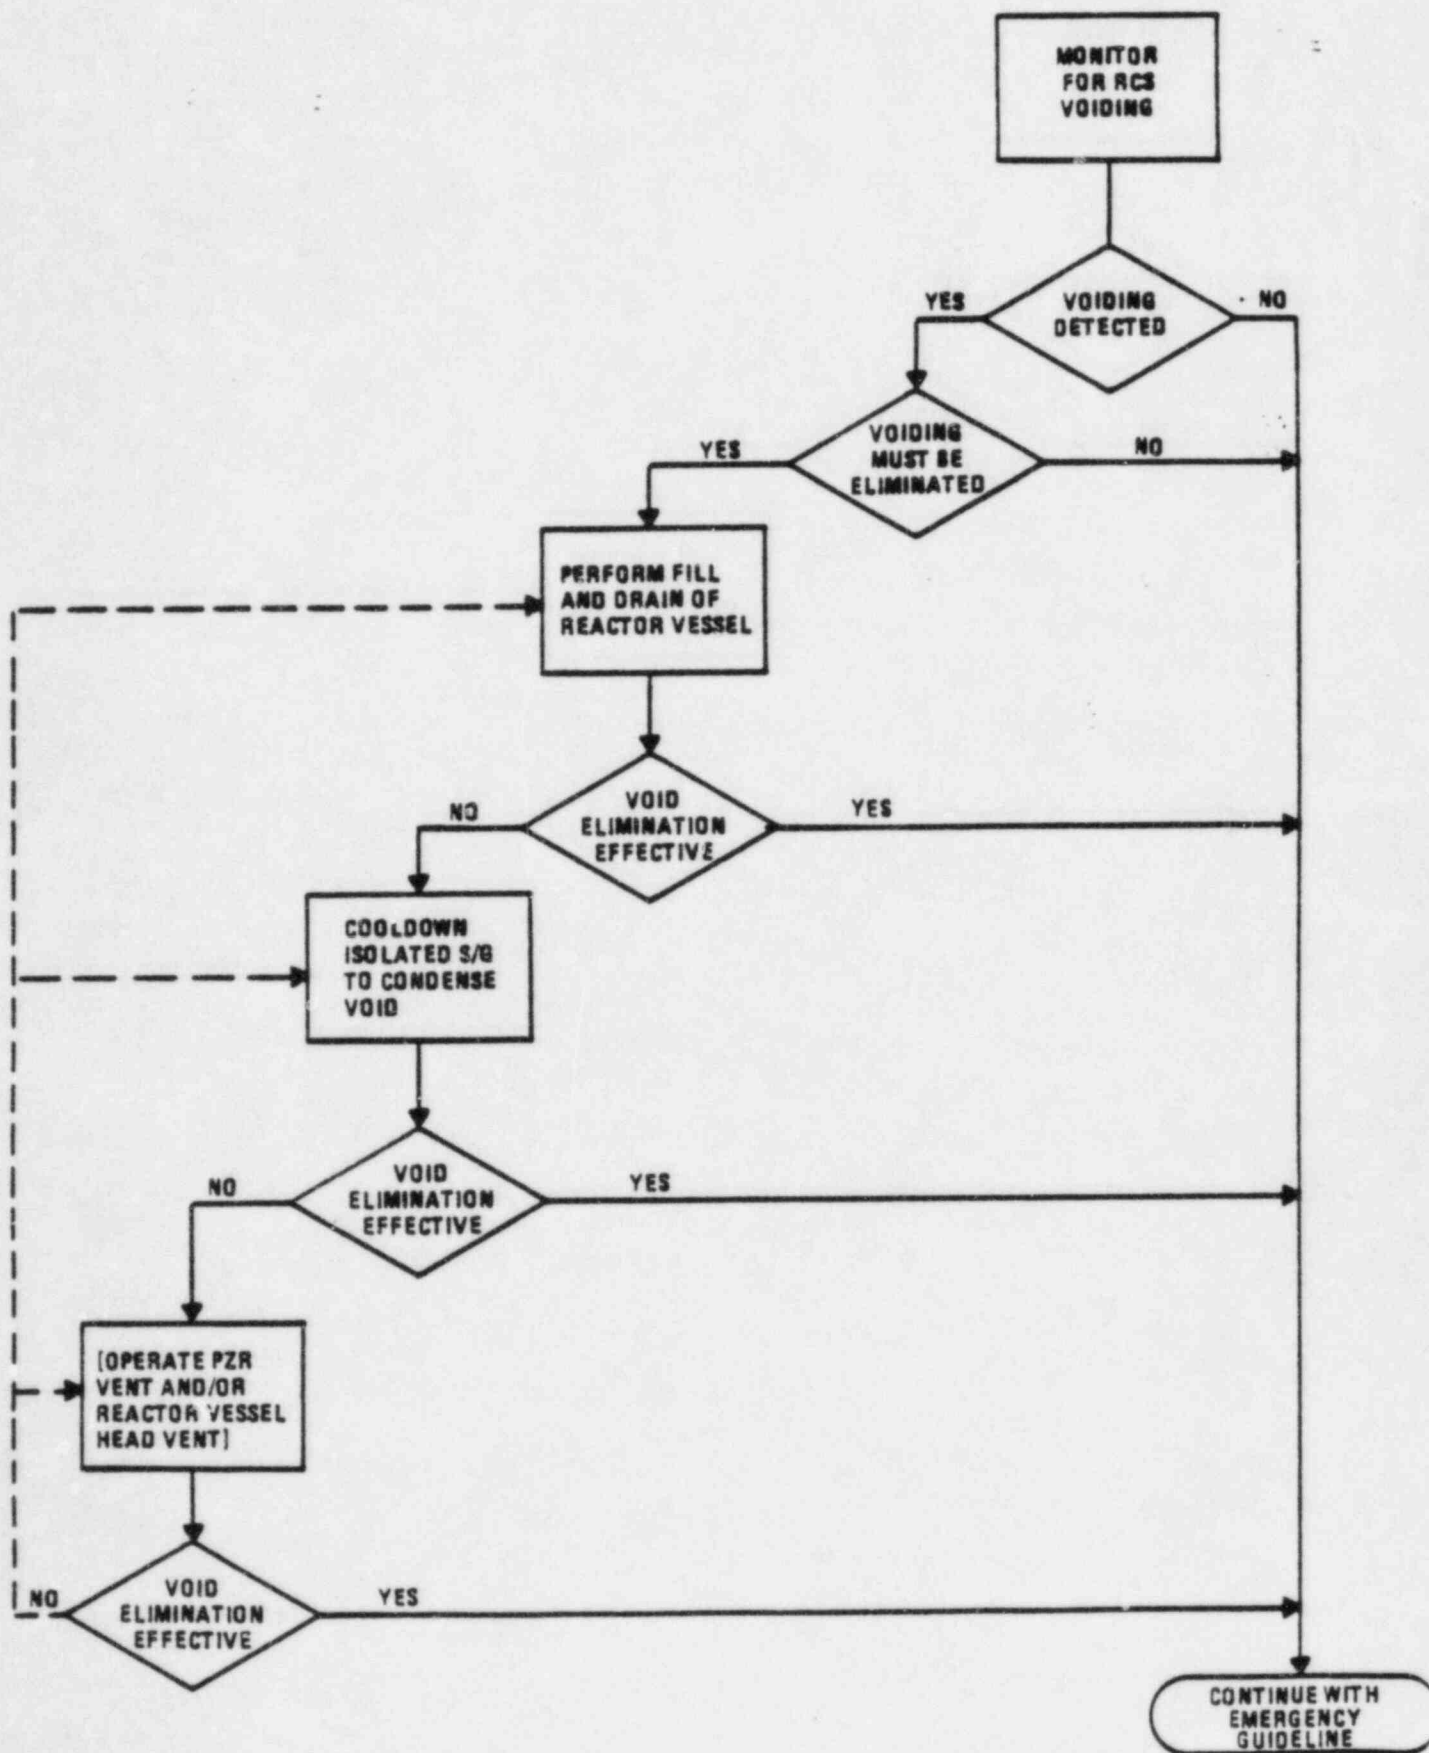 MONITOR
FOR RCS
VOIDING
YES
VOIDING
DETECTED
NO
YES
VOIDING
MUST BE
ELIMINATED
NO
PERFORM FILL
AND DRAIN OF
REACTOR VESSEL
NO
VOID
ELIMINATION
EFFECTIVE
YES
COOLDOWN
ISOLATED S/G
TO CONDENSE
VOID
NO
VOID
ELIMINATION
EFFECTIVE
YES
[OPERATE PZR
VENT AND/OR
REACTOR VESSEL
HEAD VENT]
NO
VOID
ELIMINATION
EFFECTIVE
YES
CONTINUE WITH
EMERGENCY
GUIDELINE